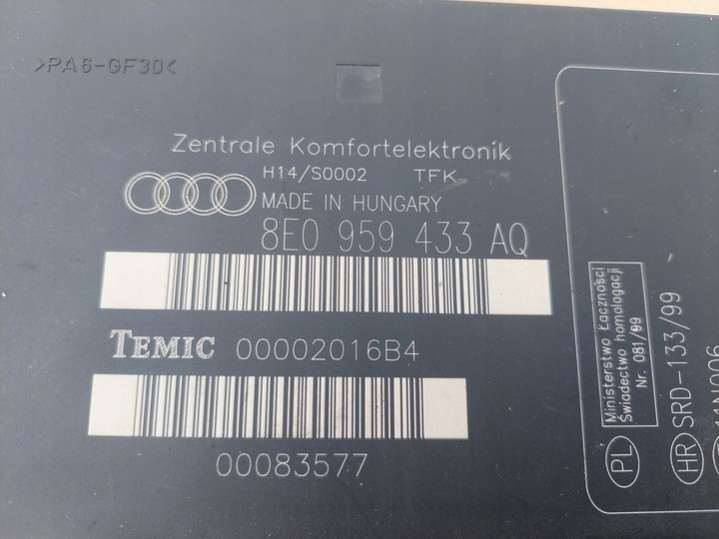 >PA6-GF30<
Zentrale Komfortelektronik
H14/S0002 TFK
MADE IN HUNGARY
8E0 959 433 AQ
TEMIC 00002016B4
00083577
PL
Ministerstwo Łączności
Świadectwo homologacji
Nr. 081/99
HR SRD-133/99